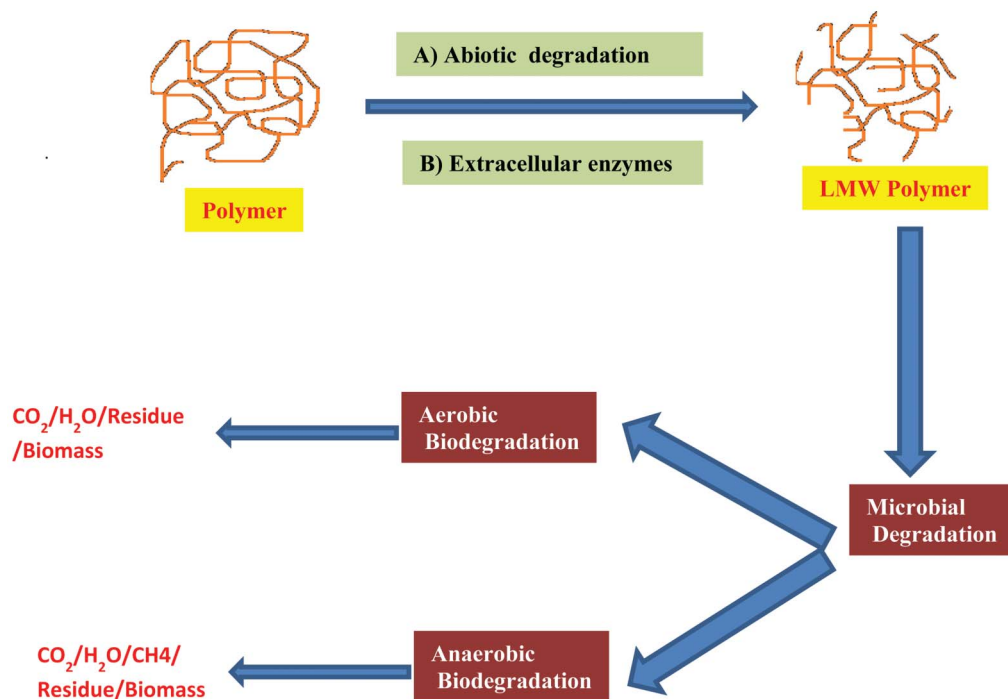 A) Abiotic degradation
B) Extracellular enzymes
Polymer
LMW Polymer
CO₂/H₂O/Residue
/Biomass
Aerobic
Biodegradation
Microbial
Degradation
CO₂/H₂O/CH4/
Residue/Biomass
Anaerobic
Biodegradation